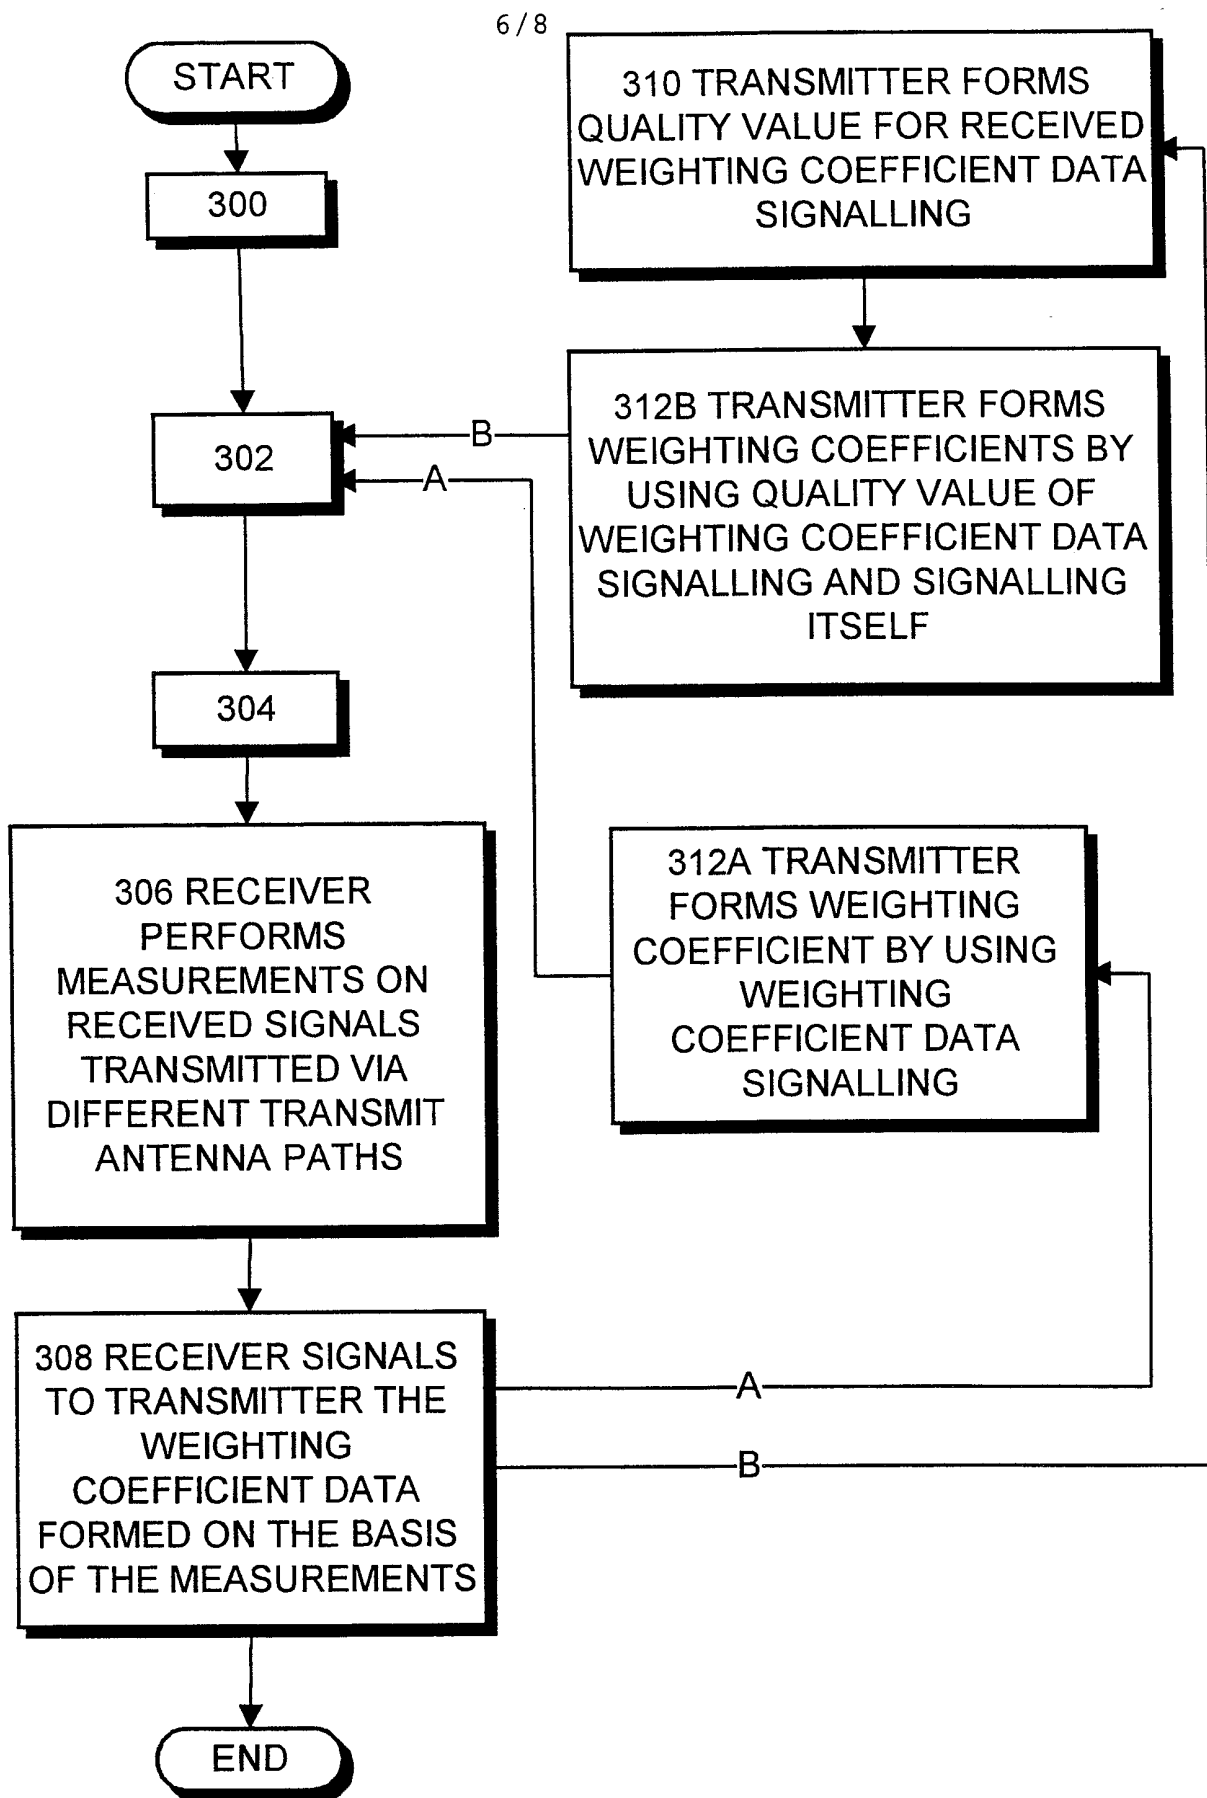 6/8
START
300
302
304
306 RECEIVER
PERFORMS
MEASUREMENTS ON
RECEIVED SIGNALS
TRANSMITTED VIA
DIFFERENT TRANSMIT
ANTENNA PATHS
308 RECEIVER SIGNALS
TO TRANSMITTER THE
WEIGHTING
COEFFICIENT DATA
FORMED ON THE BASIS
OF THE MEASUREMENTS
END
310 TRANSMITTER FORMS
QUALITY VALUE FOR RECEIVED
WEIGHTING COEFFICIENT DATA
SIGNALLING
312B TRANSMITTER FORMS
WEIGHTING COEFFICIENTS BY
USING QUALITY VALUE OF
WEIGHTING COEFFICIENT DATA
SIGNALLING AND SIGNALLING
ITSELF
B
A
312A TRANSMITTER
FORMS WEIGHTING
COEFFICIENT BY USING
WEIGHTING
COEFFICIENT DATA
SIGNALLING
A
B